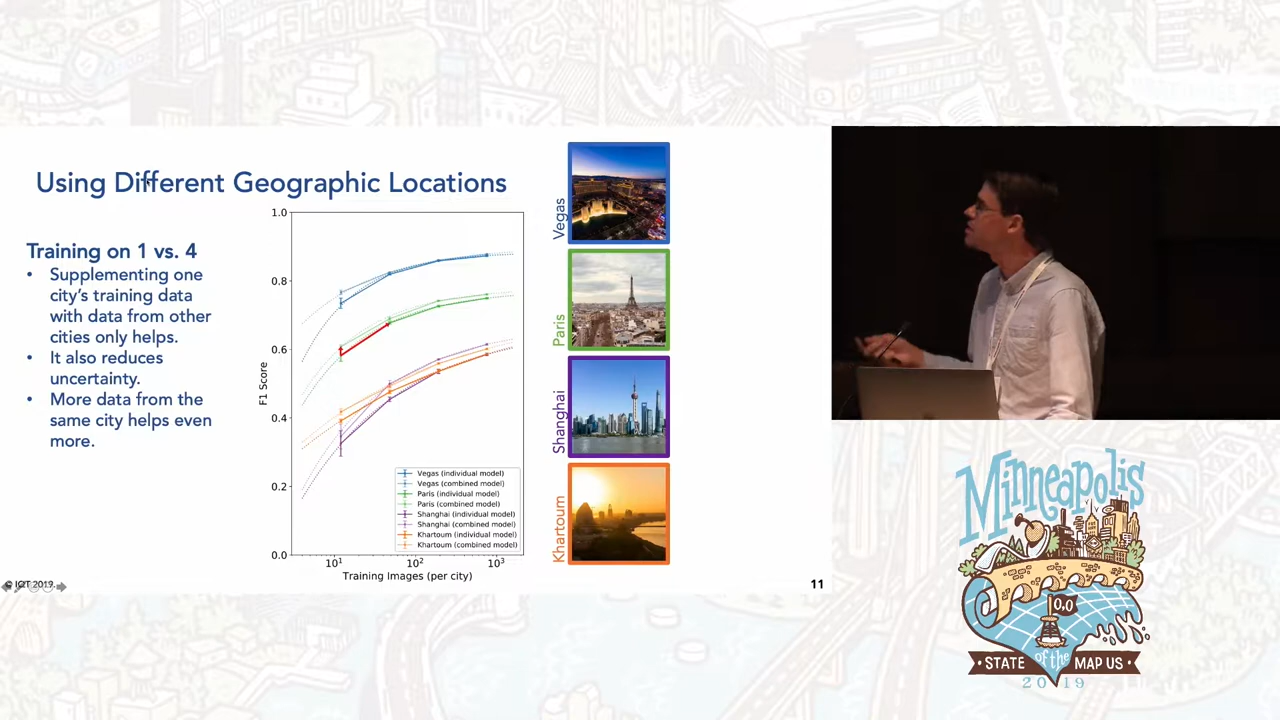 Using Different Geographic Locations
Training on 1 vs. 4
• Supplementing one
city's training data
with data from other
cities only helps.
• It also reduces
uncertainty.
• More data from the
same city helps even
more.
F1 Score
1.0
0.8
0.6
0.4
0.2
0.0
10¹
10²
10³
Training Images (per city)
Vegas (individual model)
Vegas (combined model)
Paris (individual model)
Paris (combined model)
Shanghai (individual model)
Shanghai (combined model)
Khartoum (individual model)
Khartoum (combined model)
Vegas
Paris
Shanghai
Khartoum
© IQT 2019.
11
Minneapolis
0,0
STATE of the MAP US
2019